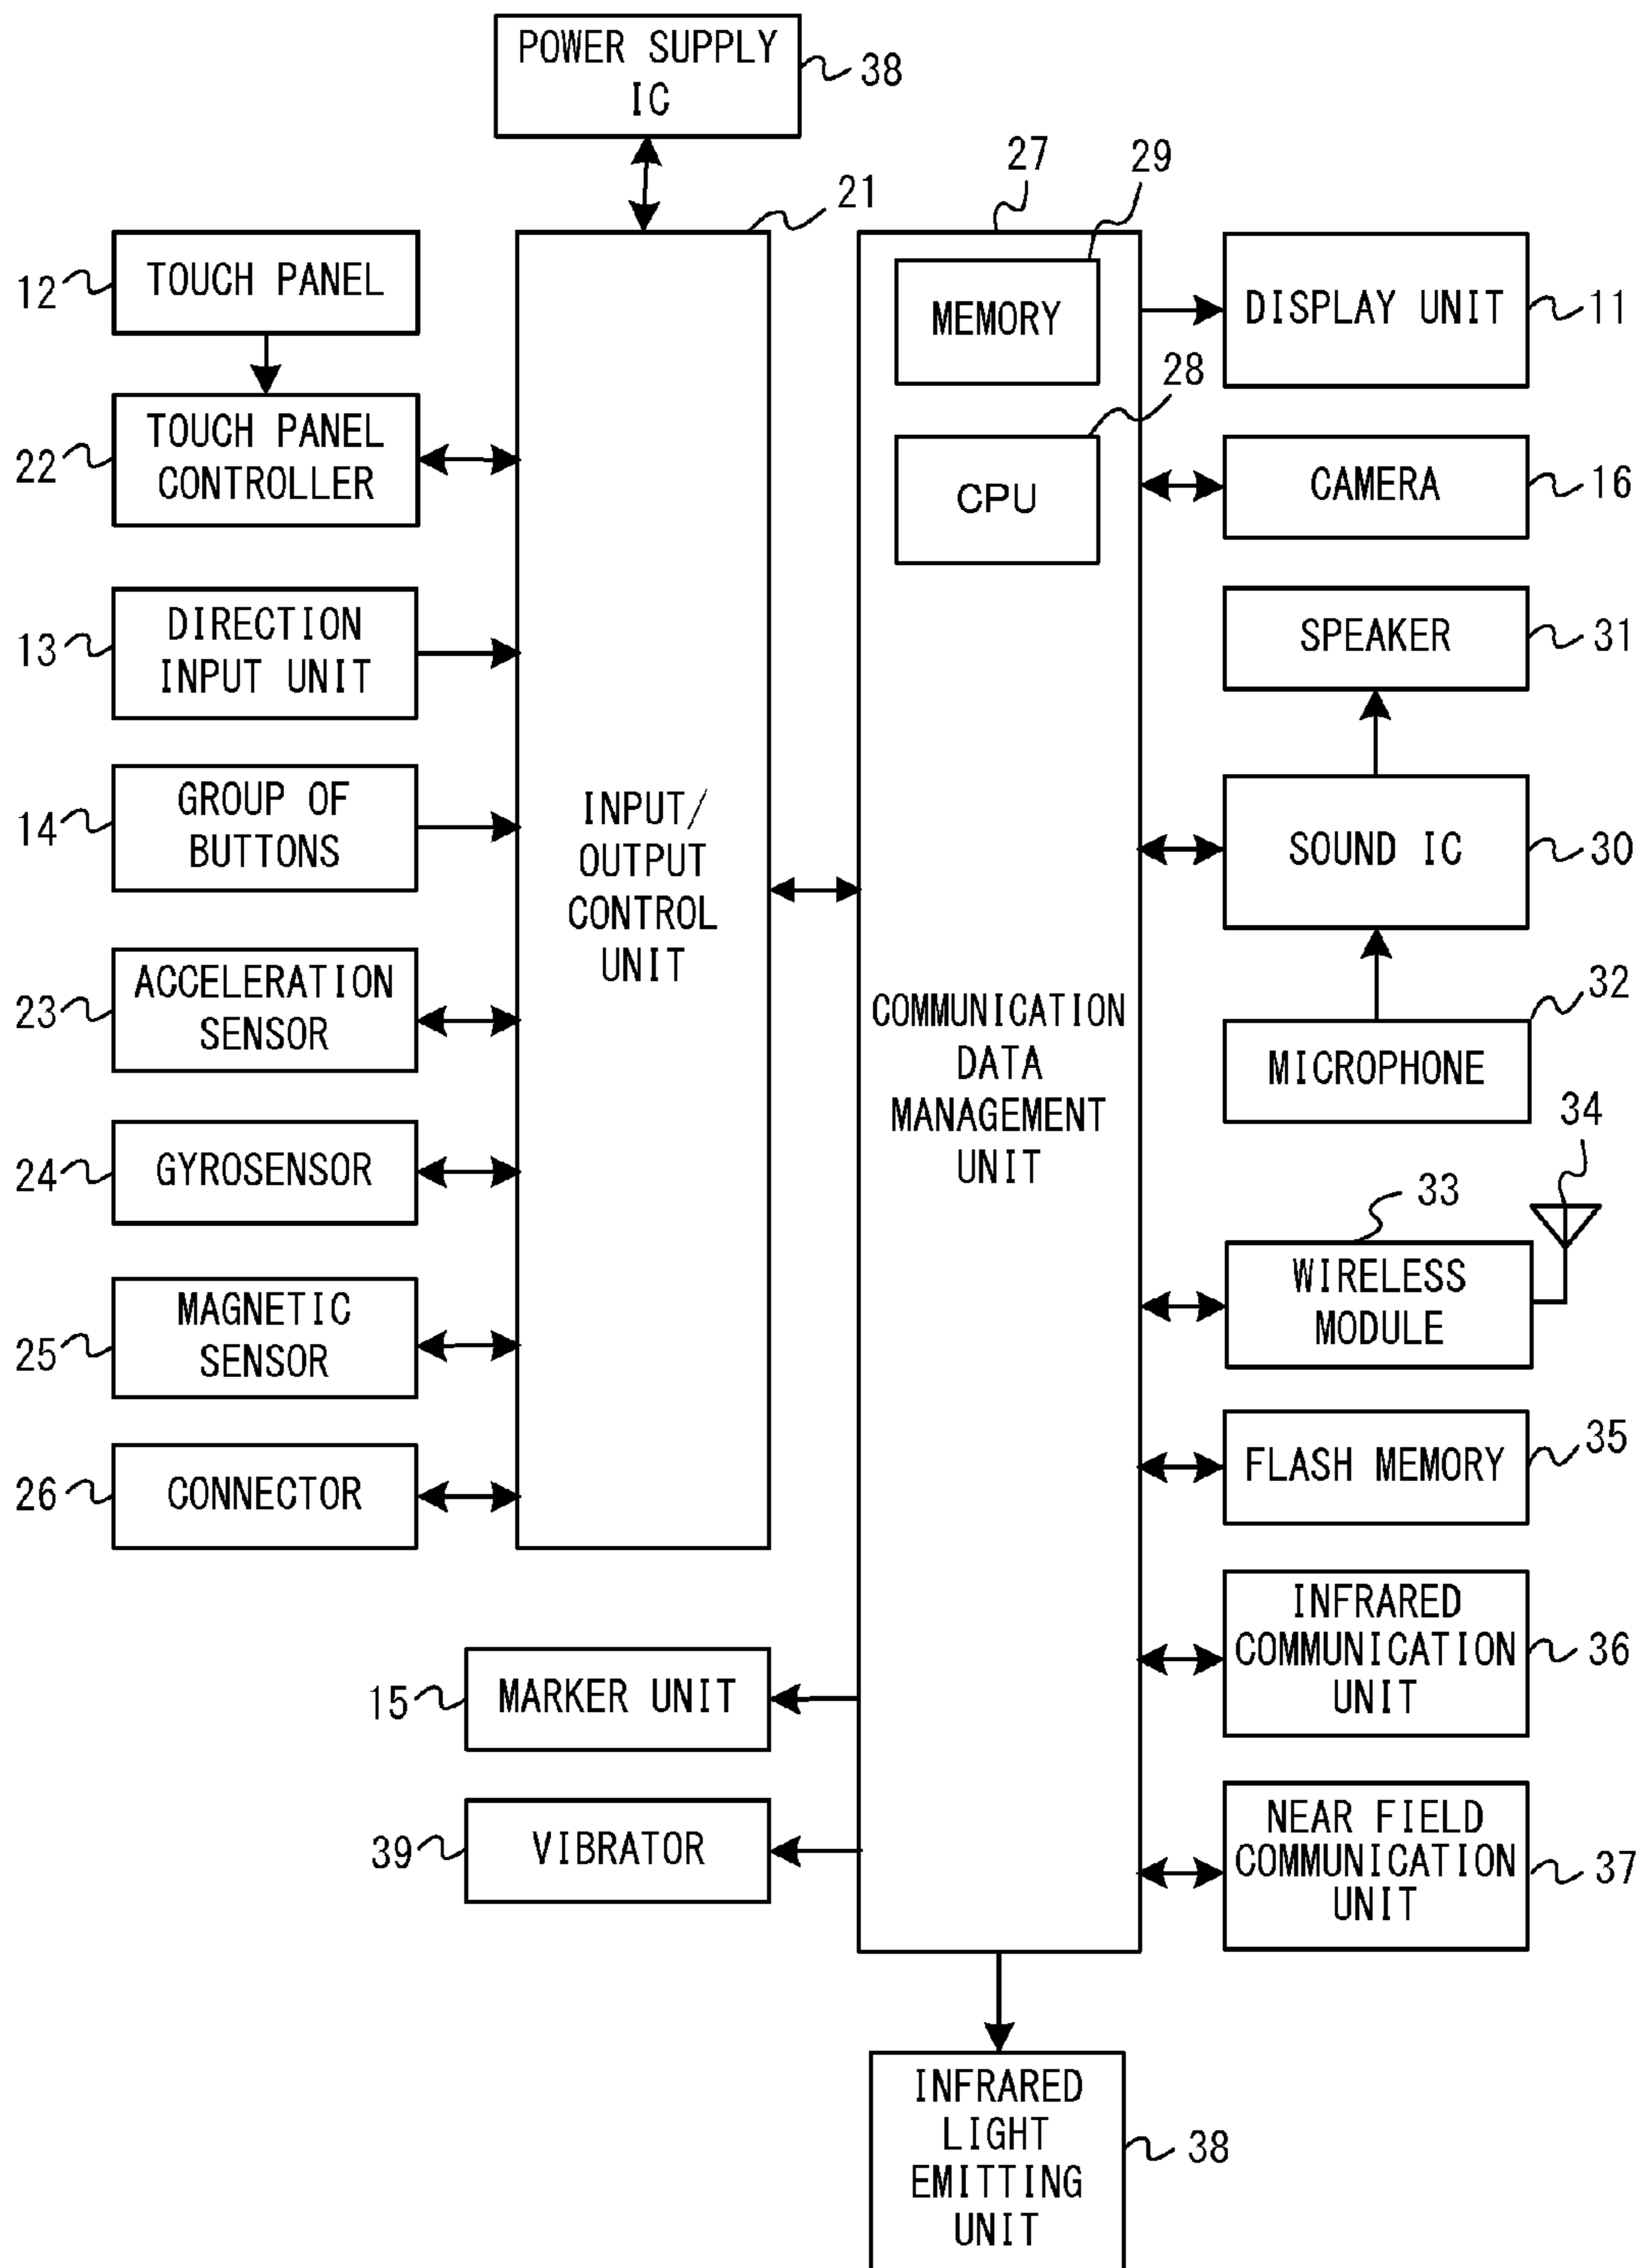 POWER SUPPLY
IC
38
27
29
21
12
TOUCH PANEL
MEMORY
DISPLAY UNIT
11
28
22
TOUCH PANEL
CONTROLLER
CPU
CAMERA
16
13
DIRECTION
INPUT UNIT
SPEAKER
31
14
GROUP OF
BUTTONS
INPUT/
OUTPUT
CONTROL
UNIT
SOUND IC
30
23
ACCELERATION
SENSOR
COMMUNICATION
DATA
MANAGEMENT
UNIT
32
MICROPHONE
34
24
GYROSENSOR
33
WIRELESS
MODULE
25
MAGNETIC
SENSOR
26
CONNECTOR
FLASH MEMORY
35
INFRARED
COMMUNICATION
UNIT
36
15
MARKER UNIT
39
VIBRATOR
NEAR FIELD
COMMUNICATION
UNIT
37
INFRARED
LIGHT
EMITTING
UNIT
38